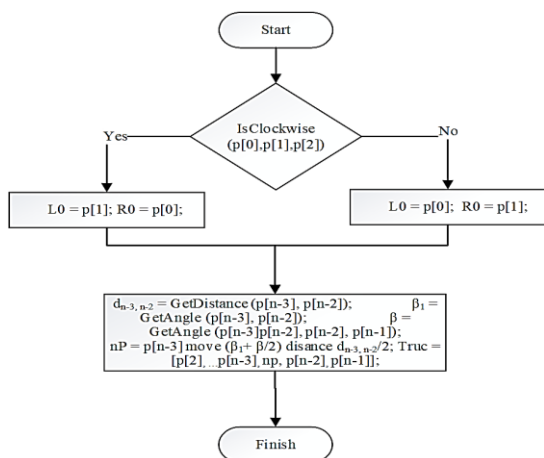 Start
IsClockwise
(p[0],p[1],p[2])
Yes
No
L0 = p[1]; R0 = p[0];
L0 = p[0]; R0 = p[1];
dn-3, n-2 = GetDistance (p[n-3], p[n-2]); β1 =
GetAngle (p[n-3], p[n-2]); β =
GetAngle (p[n-3]p[n-2], p[n-2], p[n-1]);
nP = p[n-3] move (β1+ β/2) disance dn-3, n-2/2; Truc =
[p[2], ...p[n-3], np, p[n-2], p[n-1]];
Finish